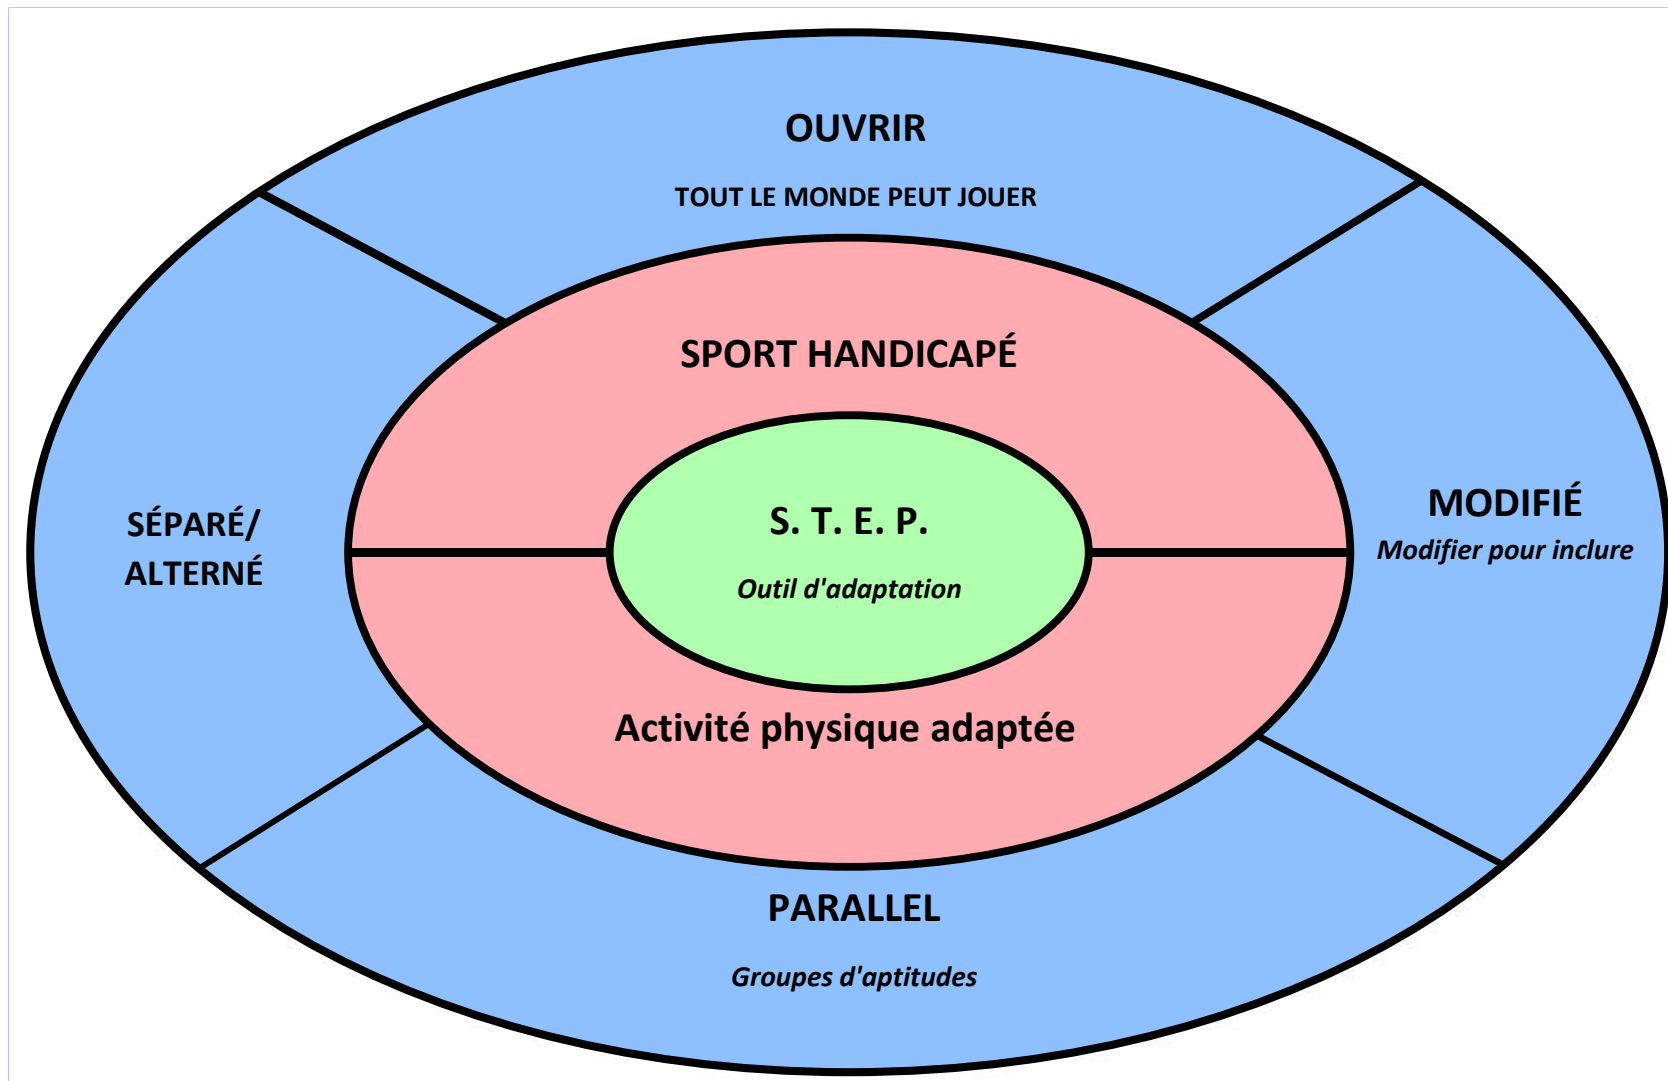 OUVRIR
TOUT LE MONDE PEUT JOUER
SPORT HANDICAPÉ
SÉPARÉ/
ALTERNÉ
S. T. E. P.
Outil d'adaptation
MODIFIÉ
Modifier pour inclure
Activité physique adaptée
PARALLEL
Groupes d'aptitudes